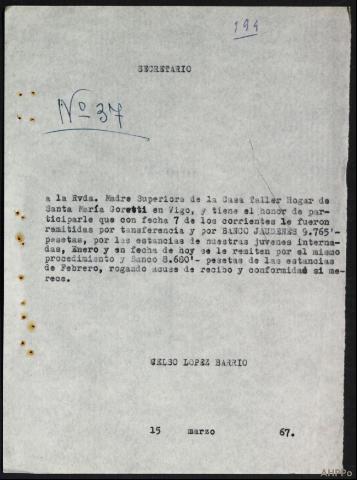 194
SECRETARIO
Nº 37
a la Rvda. Madre Superiora de la Casa Taller Hogar de
Santa María Goretti en Vigo, y tiene el honor de par-
ticiparle que con fecha 7 de los corrientes le fueron
remitidas por tansferencia y por BANCO JAUDENES 9.765'-
pesetas, por las estancias de nuestras juvenes interna-
das, Enero y en fecha de hoy se le remiten por el mismo
procedimiento y Banco 8.680'- pesetas de las estancias
de Febrero, rogando acuse de recibo y conformidad si me-
rece.
CELSO LOPEZ BARRIO
15 marzo 67.
AHPPo